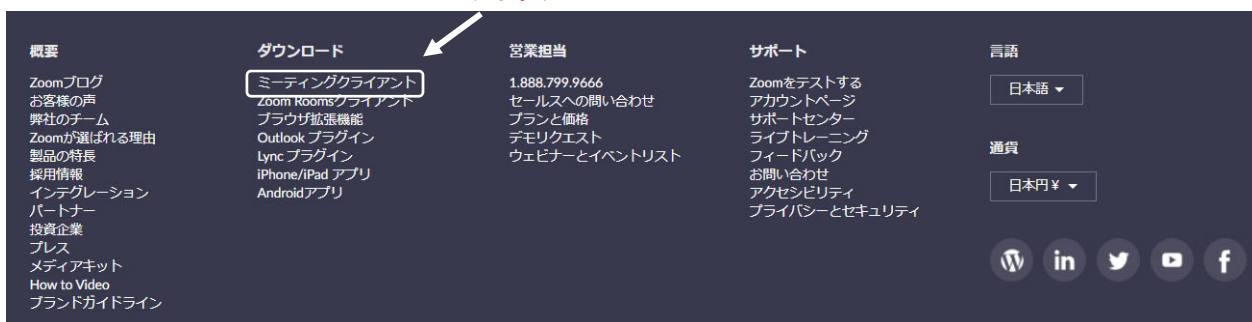 概要
Zoomブログ
お客様の声
弊社のチーム
Zoomが選ばれる理由
製品の特長
採用情報
インテグレーション
パートナー
投資企業
プレス
メディアキット
How to Video
ブランドガイドライン
ダウンロード
ミーティングクライアント
Zoom Roomsクライアント
ブラウザ拡張機能
Outlook プラグイン
Lync プラグイン
iPhone/iPad アプリ
Androidアプリ
営業担当
1.888.799.9666
セールスへの問い合わせ
プランと価格
デモリクエスト
ウェビナーとイベントリスト
サポート
Zoomをテストする
アカウントページ
サポートセンター
ライブトレーニング
フィードバック
お問い合わせ
アクセシビリティ
プライバシーとセキュリティ
言語
日本語
通貨
日本円 ¥
in
f